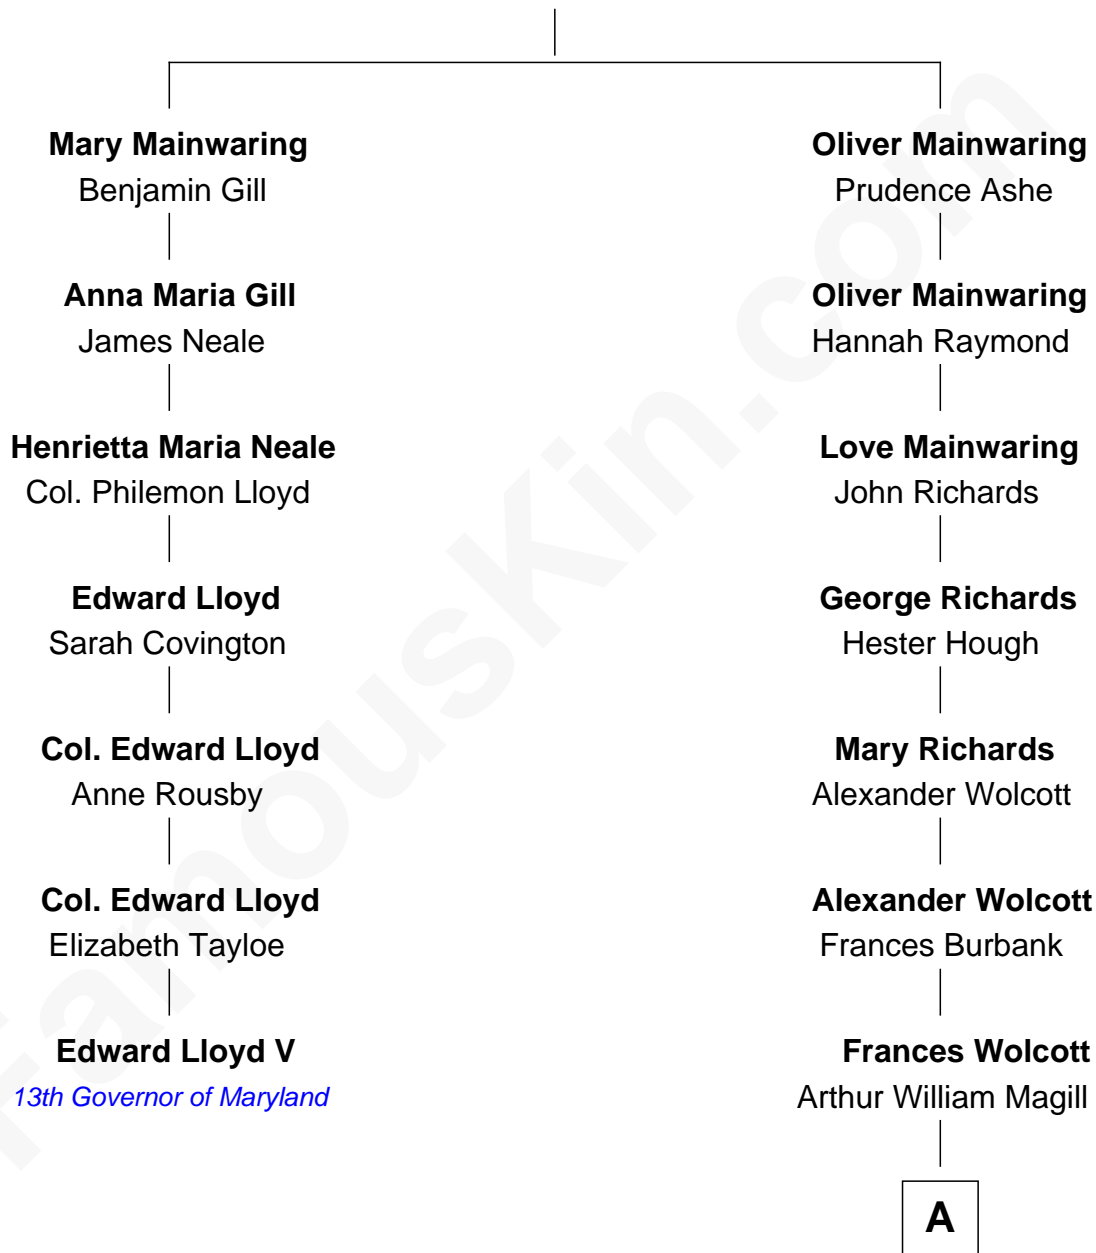 Mary Mainwaring
Benjamin Gill
Anna Maria Gill
James Neale
Henrietta Maria Neale
Col. Philemon Lloyd
Edward Lloyd
Sarah Covington
Col. Edward Lloyd
Anne Rousby
Col. Edward Lloyd
Elizabeth Tayloe
Edward Lloyd V
13th Governor of Maryland
Oliver Mainwaring
Prudence Ashe
Oliver Mainwaring
Hannah Raymond
Love Mainwaring
John Richards
George Richards
Hester Hough
Mary Richards
Alexander Wolcott
Alexander Wolcott
Frances Burbank
Frances Wolcott
Arthur William Magill
A
FamousKin.com